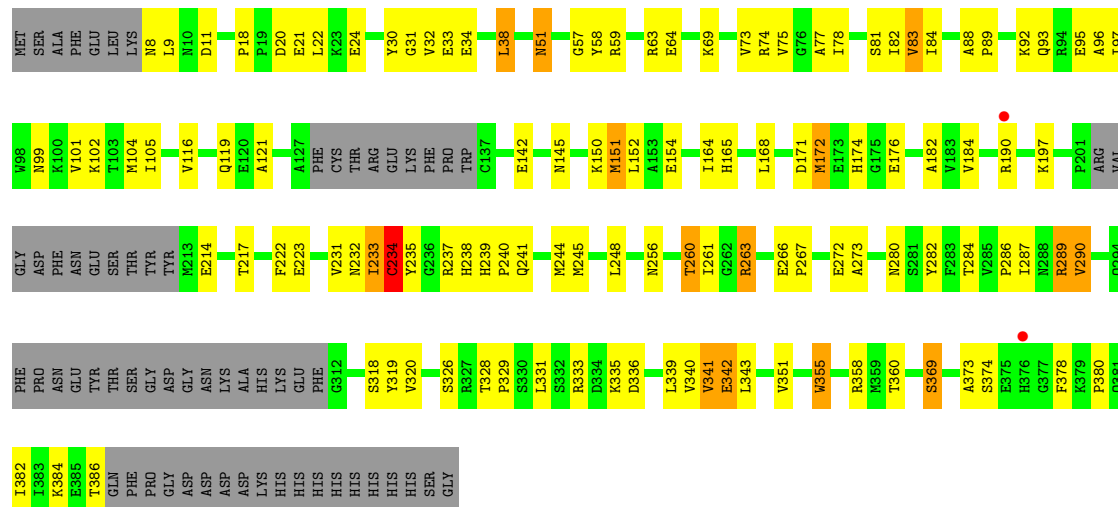 MET SER ALA PHE GLU LEU LYS N8 L9 N10 D11 P18 P19 D20 E21 L22 K23 E24 Y30 G31 V32 E33 E34 L38 N51 G57 Y58 R59 R63 E64 K69 V73 R74 V75 G76 A77 I78 S81 I82 V83 I84 A88 P89 K92 Q93 R94 E95 A96 I97
W98 N99 K100 V101 K102 T103 M104 I105 V116 Q119 E120 A121 A127 PHE CYS THR ARG GLU LYS PHE PRO TRP C137 E142 N145 K150 M151 L152 A153 E154 I164 H165 L168 D171 M172 E173 H174 G175 E176 A182 V183 V184 R190 K197 P201 ARG VAL
GLY ASP PHE ASN GLU SER THR TYR TYR M213 E214 T217 F222 E223 V231 N232 I233 C234 Y235 G236 R237 H238 H239 P240 Q241 M244 M245 L248 N256 T260 I261 G262 R263 E266 P267 E272 A273 N280 S281 Y282 F283 T284 V285 P286 I287 N288 R289 V290
PHE PRO ASN GLU TYR THR SER GLY ASP GLY ASN LYS ALA HIS LYS GLU PHE G312 S318 Y319 V320 S326 R327 T328 P329 S330 L331 S332 R333 D334 K335 D336 L339 V340 V341 E342 L343 V351 W355 R358 M359 T360 S369 A373 S374 E375 H376 G377 F378 K379 P380
I382 I383 K384 E385 T386 GLN PHE PRO GLY ASP ASP ASP ASP LYS HIS HIS HIS HIS HIS HIS HIS HIS SER GLY